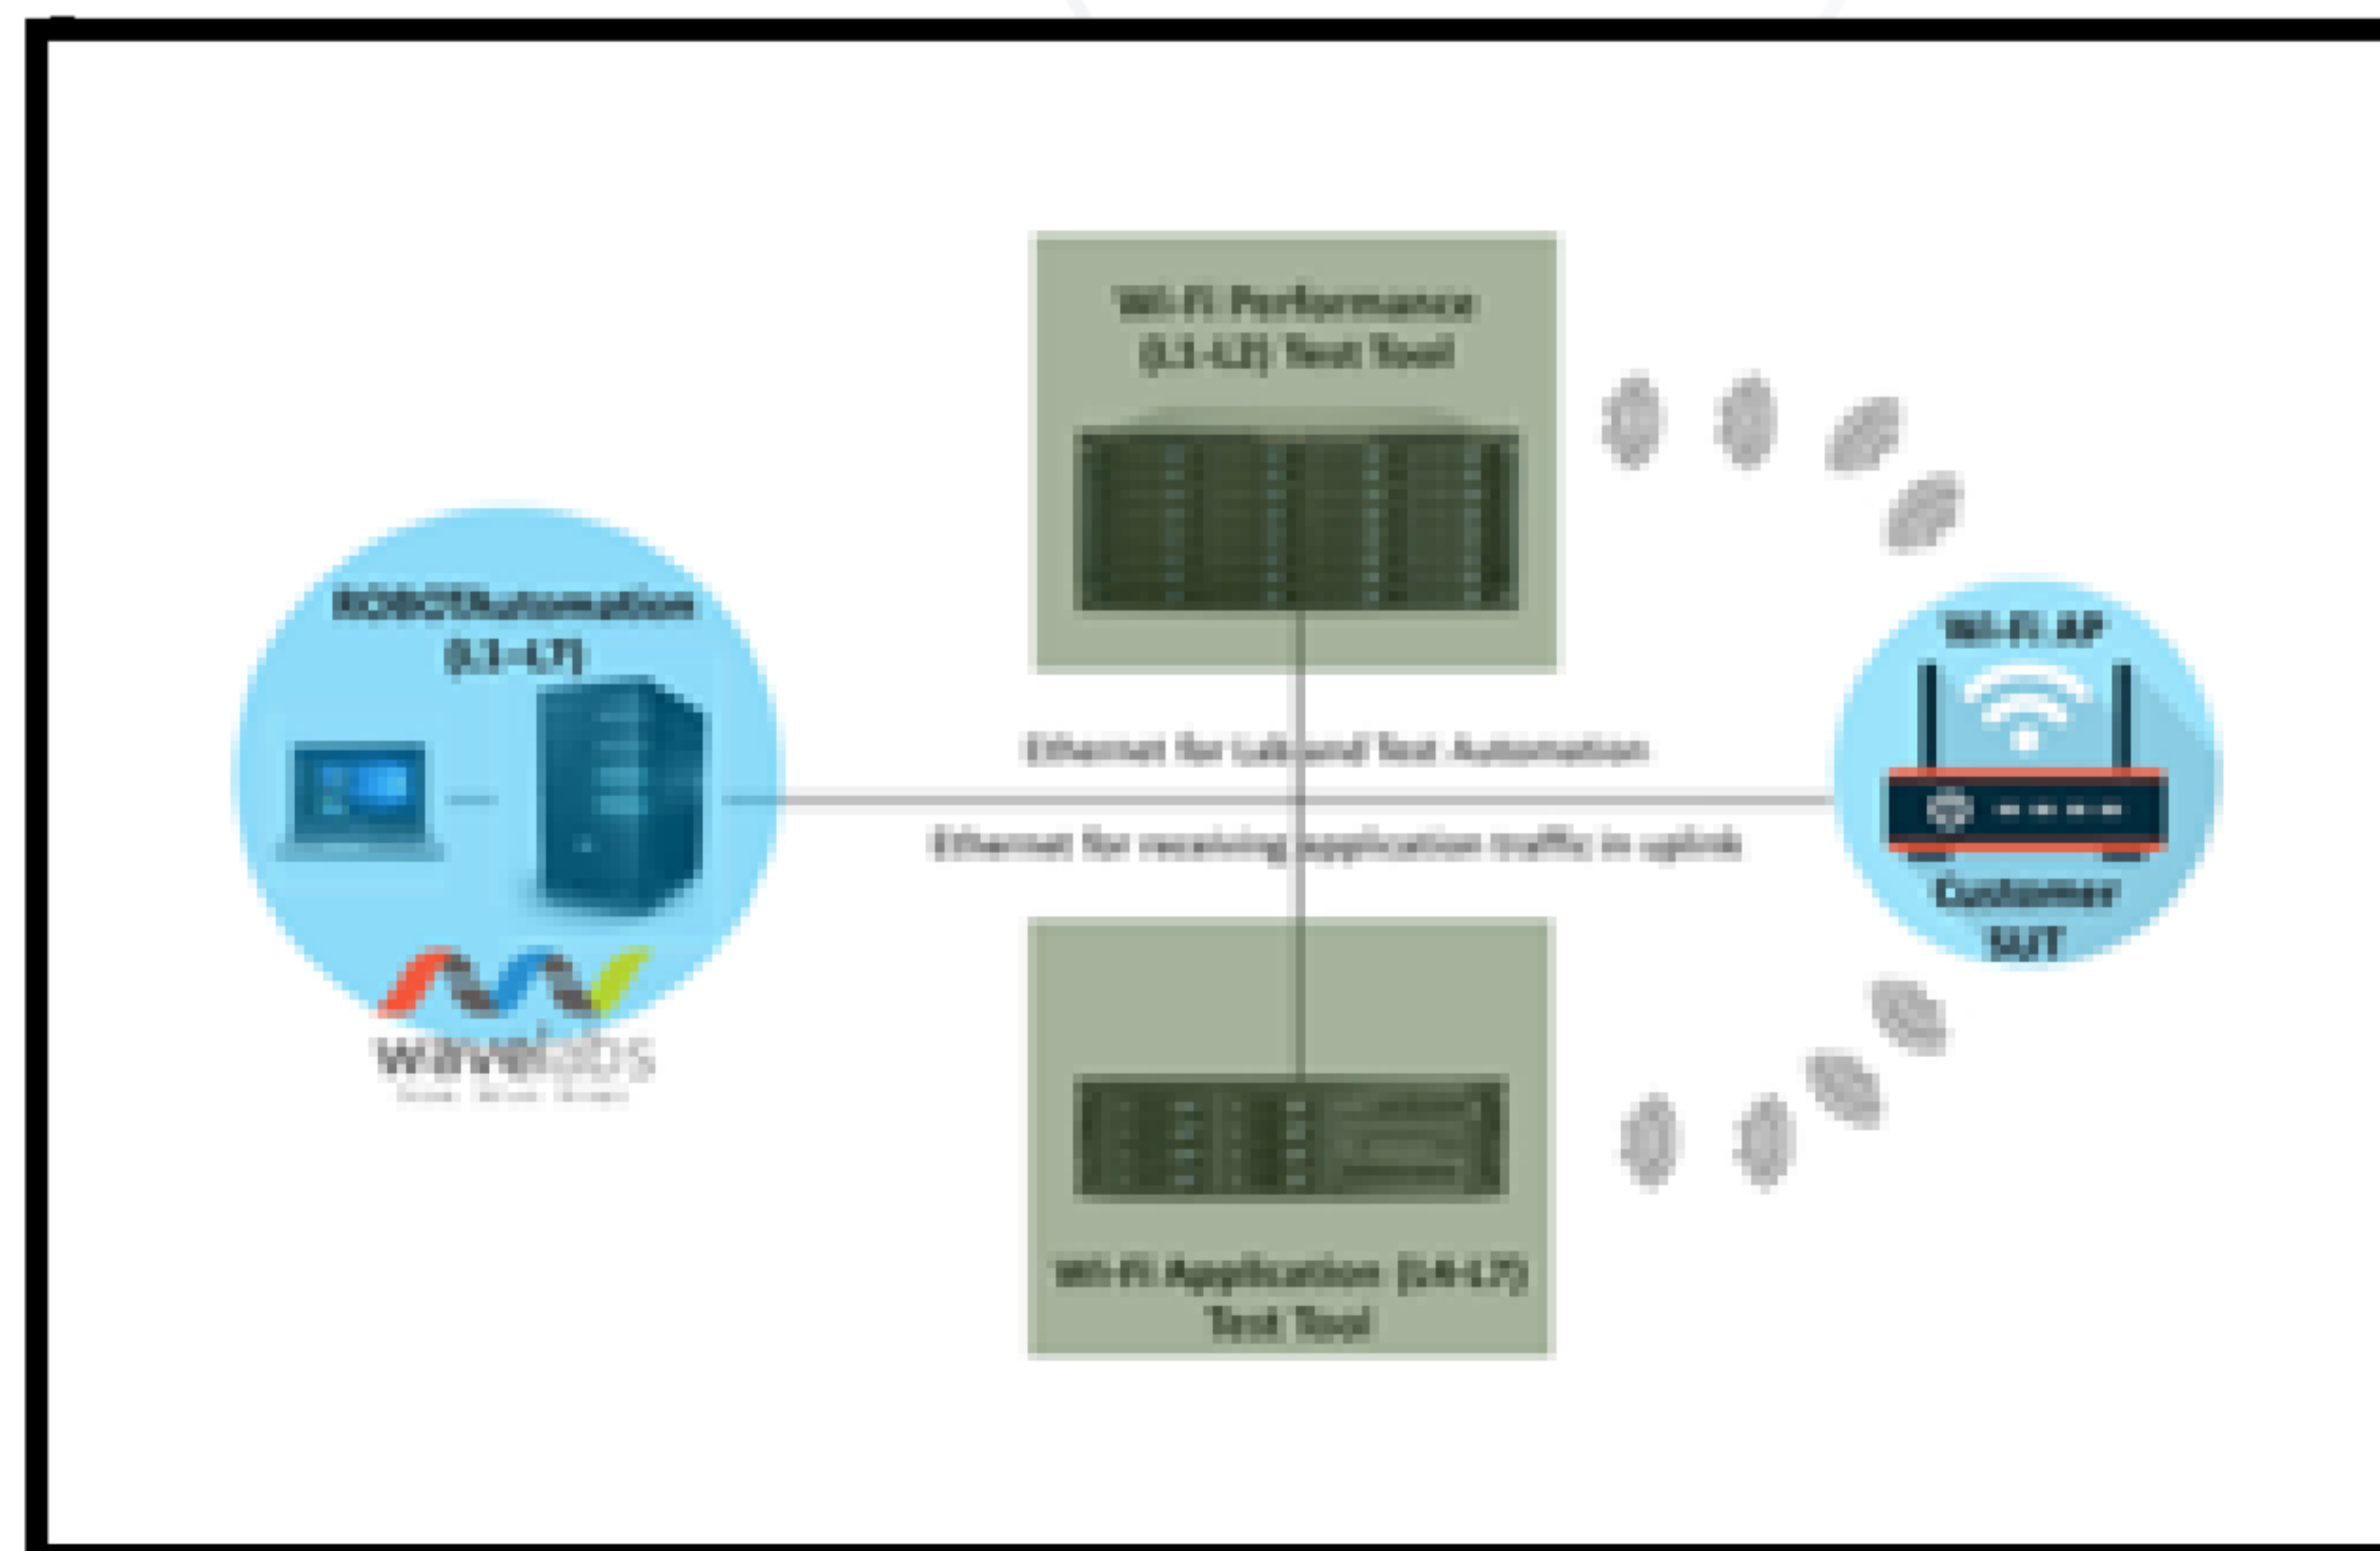 Wi-Fi Performance
(L1-L2) Test Tool
ROBOTAutomation
(L1-L7)
Wi-Fi AP
Ethernet for Lab and Test Automation
Ethernet for receiving application traffic in uplink
Customer
SUT
Wi-Fi Application (L4-L7)
Test Tool